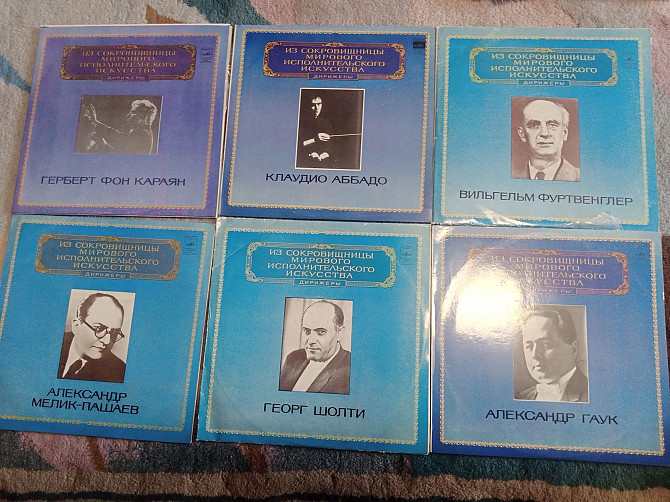 ИЗ СОКРОВИЩНИЦЫ
МИРОВОГО
ИСПОЛНИТЕЛЬСКОГО
ИСКУССТВА
ДИРИЖЕРЫ
ГЕРБЕРТ ФОН КАРАЯН
ИЗ СОКРОВИЩНИЦЫ
МИРОВОГО
ИСПОЛНИТЕЛЬСКОГО
ИСКУССТВА
ДИРИЖЕРЫ
КЛАУДИО АББАДО
ИЗ СОКРОВИЩНИЦЫ
МИРОВОГО
ИСПОЛНИТЕЛЬСКОГО
ИСКУССТВА
ДИРИЖЕРЫ
ВИЛЬГЕЛЬМ ФУРТВЕНГЛЕР
ИЗ СОКРОВИЩНИЦЫ
МИРОВОГО
ИСПОЛНИТЕЛЬСКОГО
ИСКУССТВА
ДИРИЖЕРЫ
АЛЕКСАНДР
МЕЛИК-ПАШАЕВ
ИЗ СОКРОВИЩНИЦЫ
МИРОВОГО
ИСПОЛНИТЕЛЬСКОГО
ИСКУССТВА
ДИРИЖЕРЫ
ГЕОРГ ШОЛТИ
ИЗ СОКРОВИЩНИЦЫ
МИРОВОГО
ИСПОЛНИТЕЛЬСКОГО
ИСКУССТВА
ДИРИЖЕРЫ
АЛЕКСАНДР ГАУК